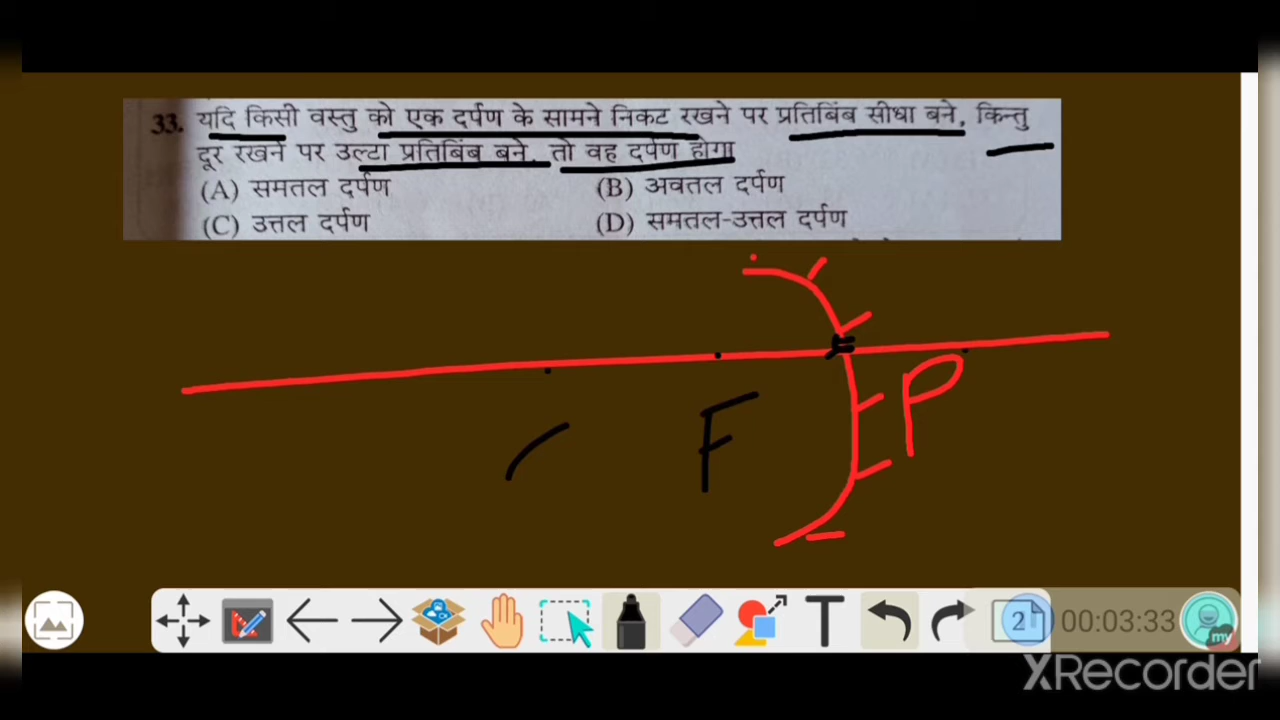 33. यदि किसी वस्तु को एक दर्पण के सामने निकट रखने पर प्रतिबिंब सीधा बने, किन्तु
दूर रखने पर उल्टा प्रतिबिंब बने, तो वह दर्पण होगा
(A) समतल दर्पण (B) अवतल दर्पण
(C) उत्तल दर्पण (D) समतल-उत्तल दर्पण
F P
T 2 00:03:33 my
XRecorder